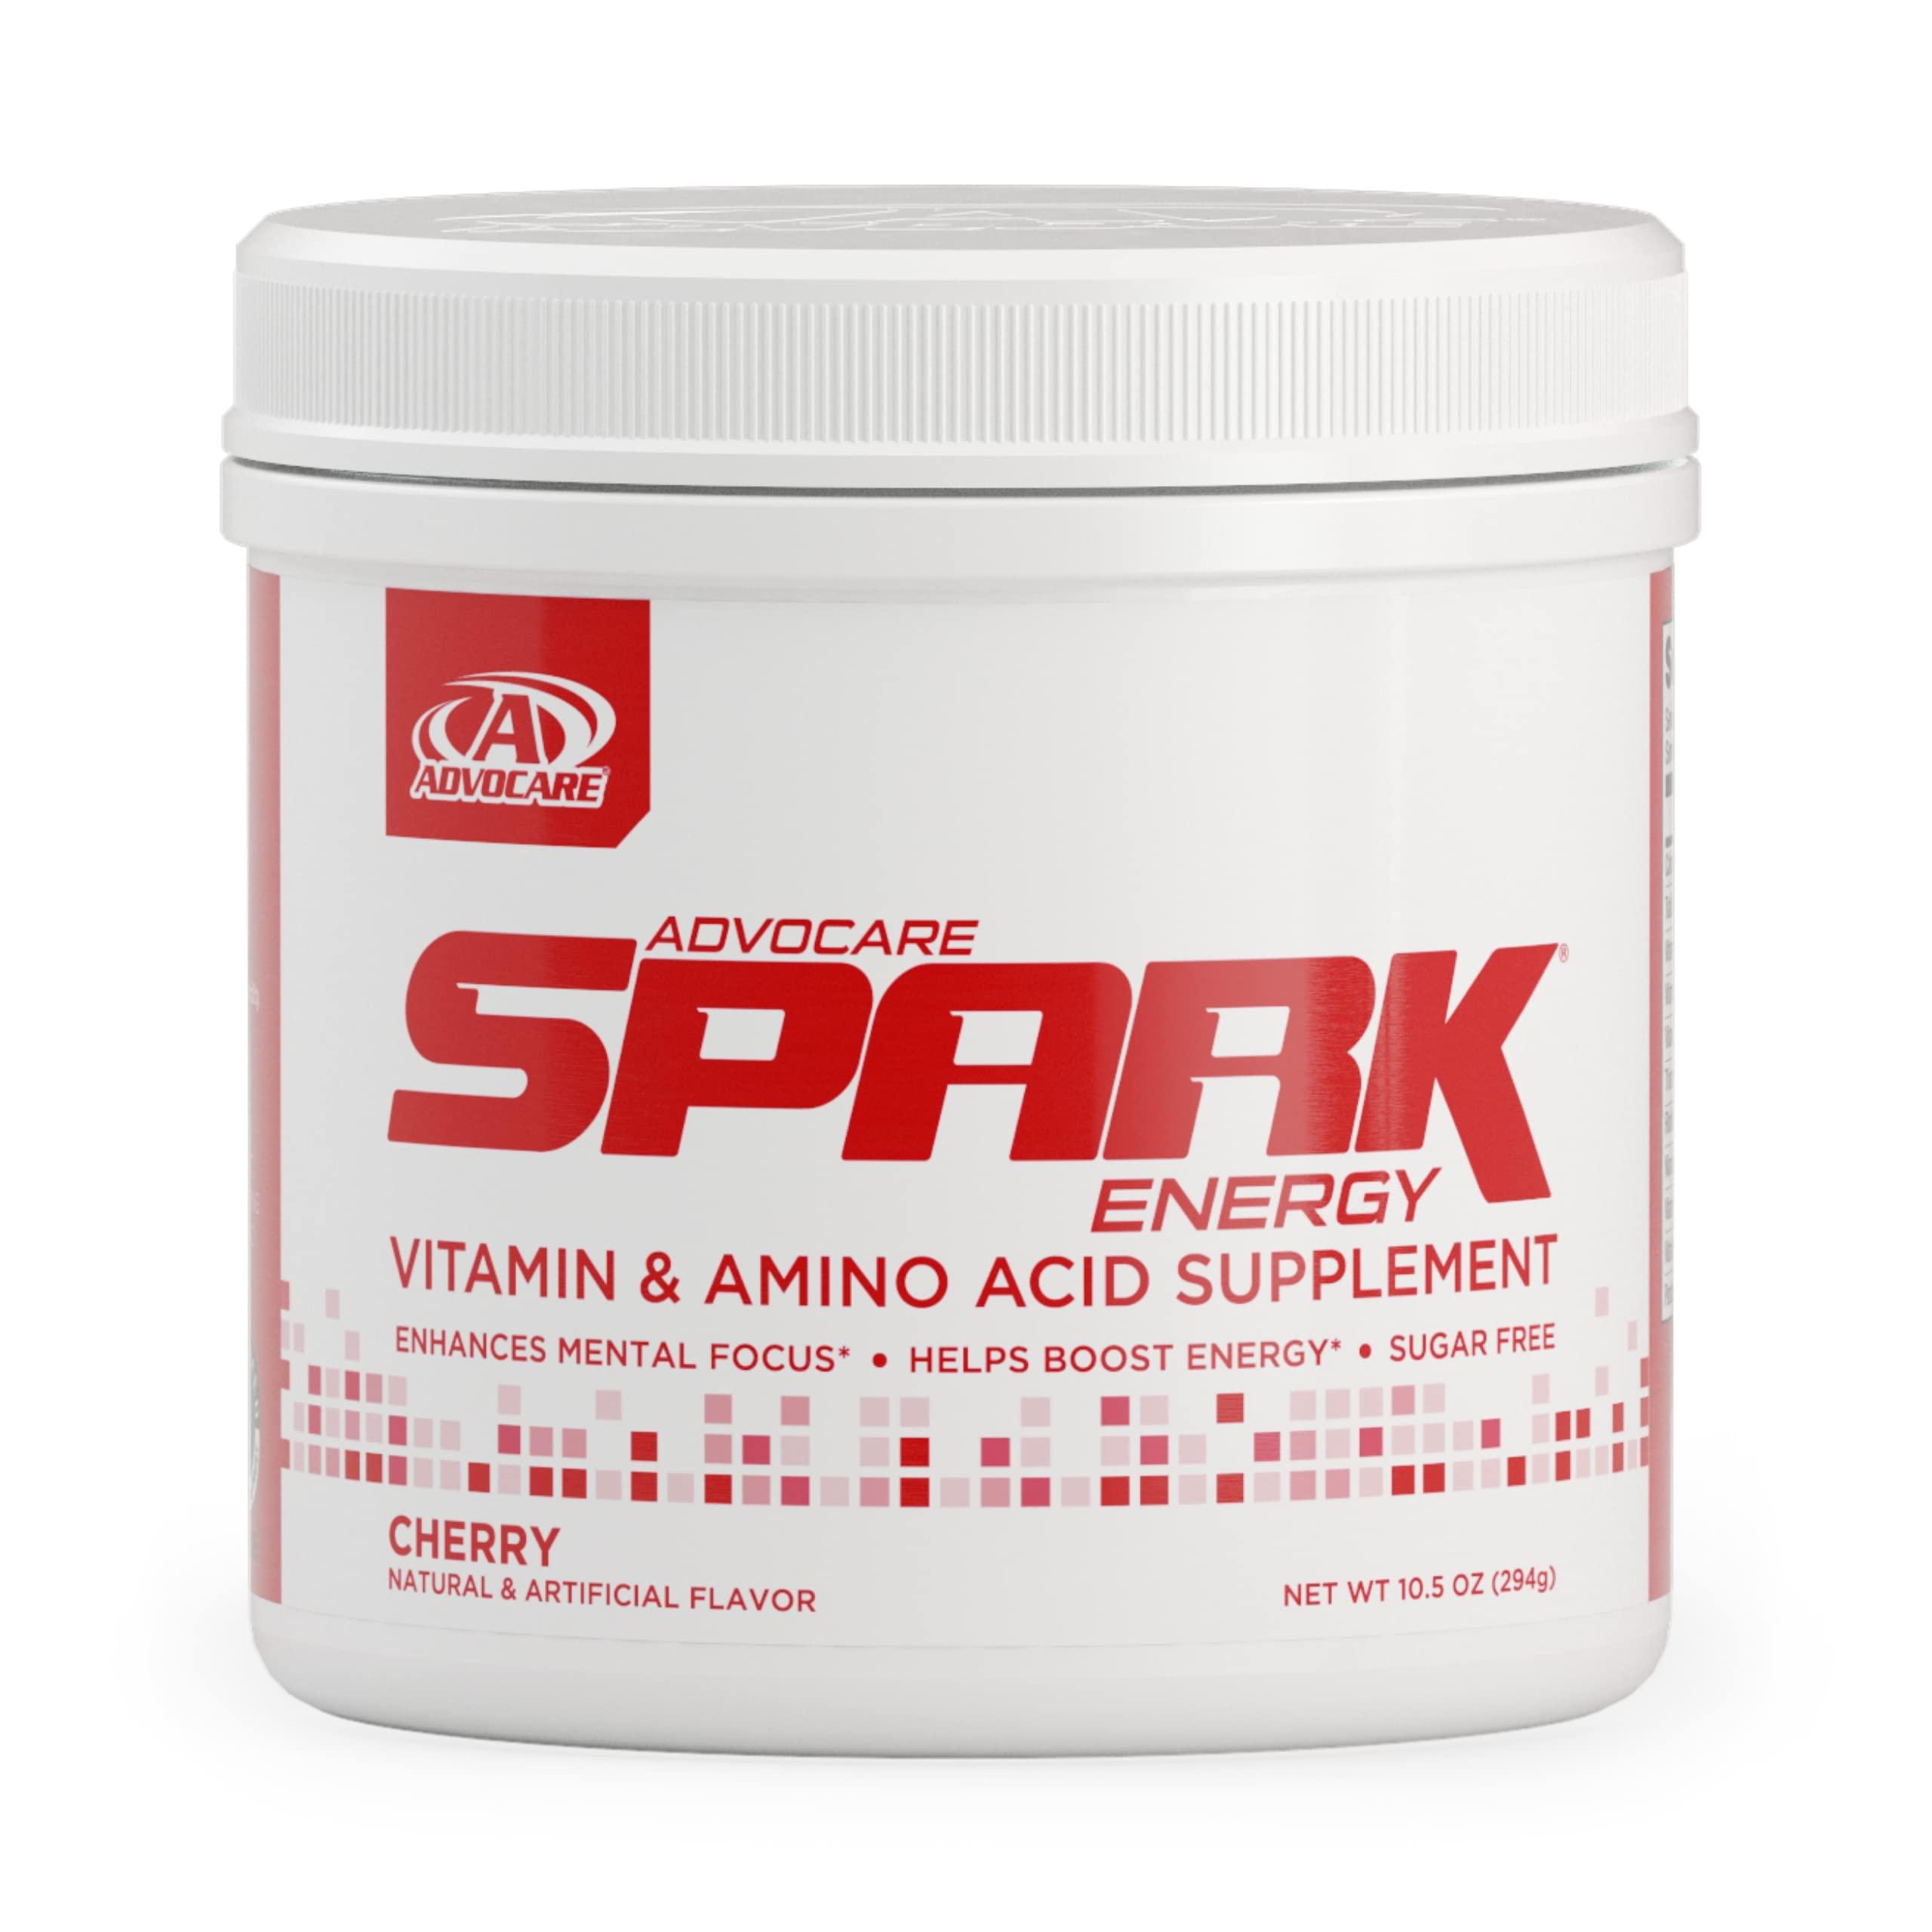 A
ADVOCARE®
ADVOCARE
SPARK®
ENERGY
VITAMIN & AMINO ACID SUPPLEMENT
ENHANCES MENTAL FOCUS* • HELPS BOOST ENERGY* • SUGAR FREE
CHERRY
NATURAL & ARTIFICIAL FLAVOR
NET WT 10.5 OZ (294g)